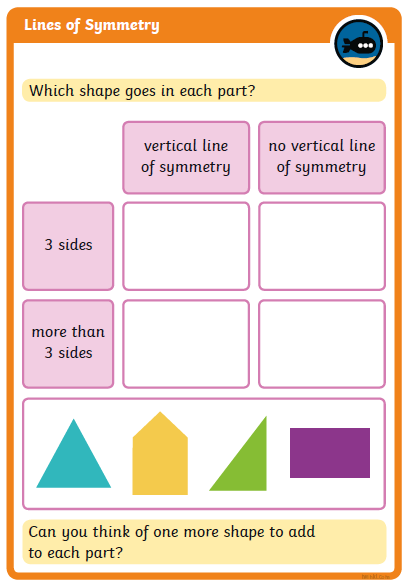 Lines of Symmetry
Which shape goes in each part?
vertical line
of symmetry
no vertical line
of symmetry
3 sides
more than
3 sides
Can you think of one more shape to add
to each part?